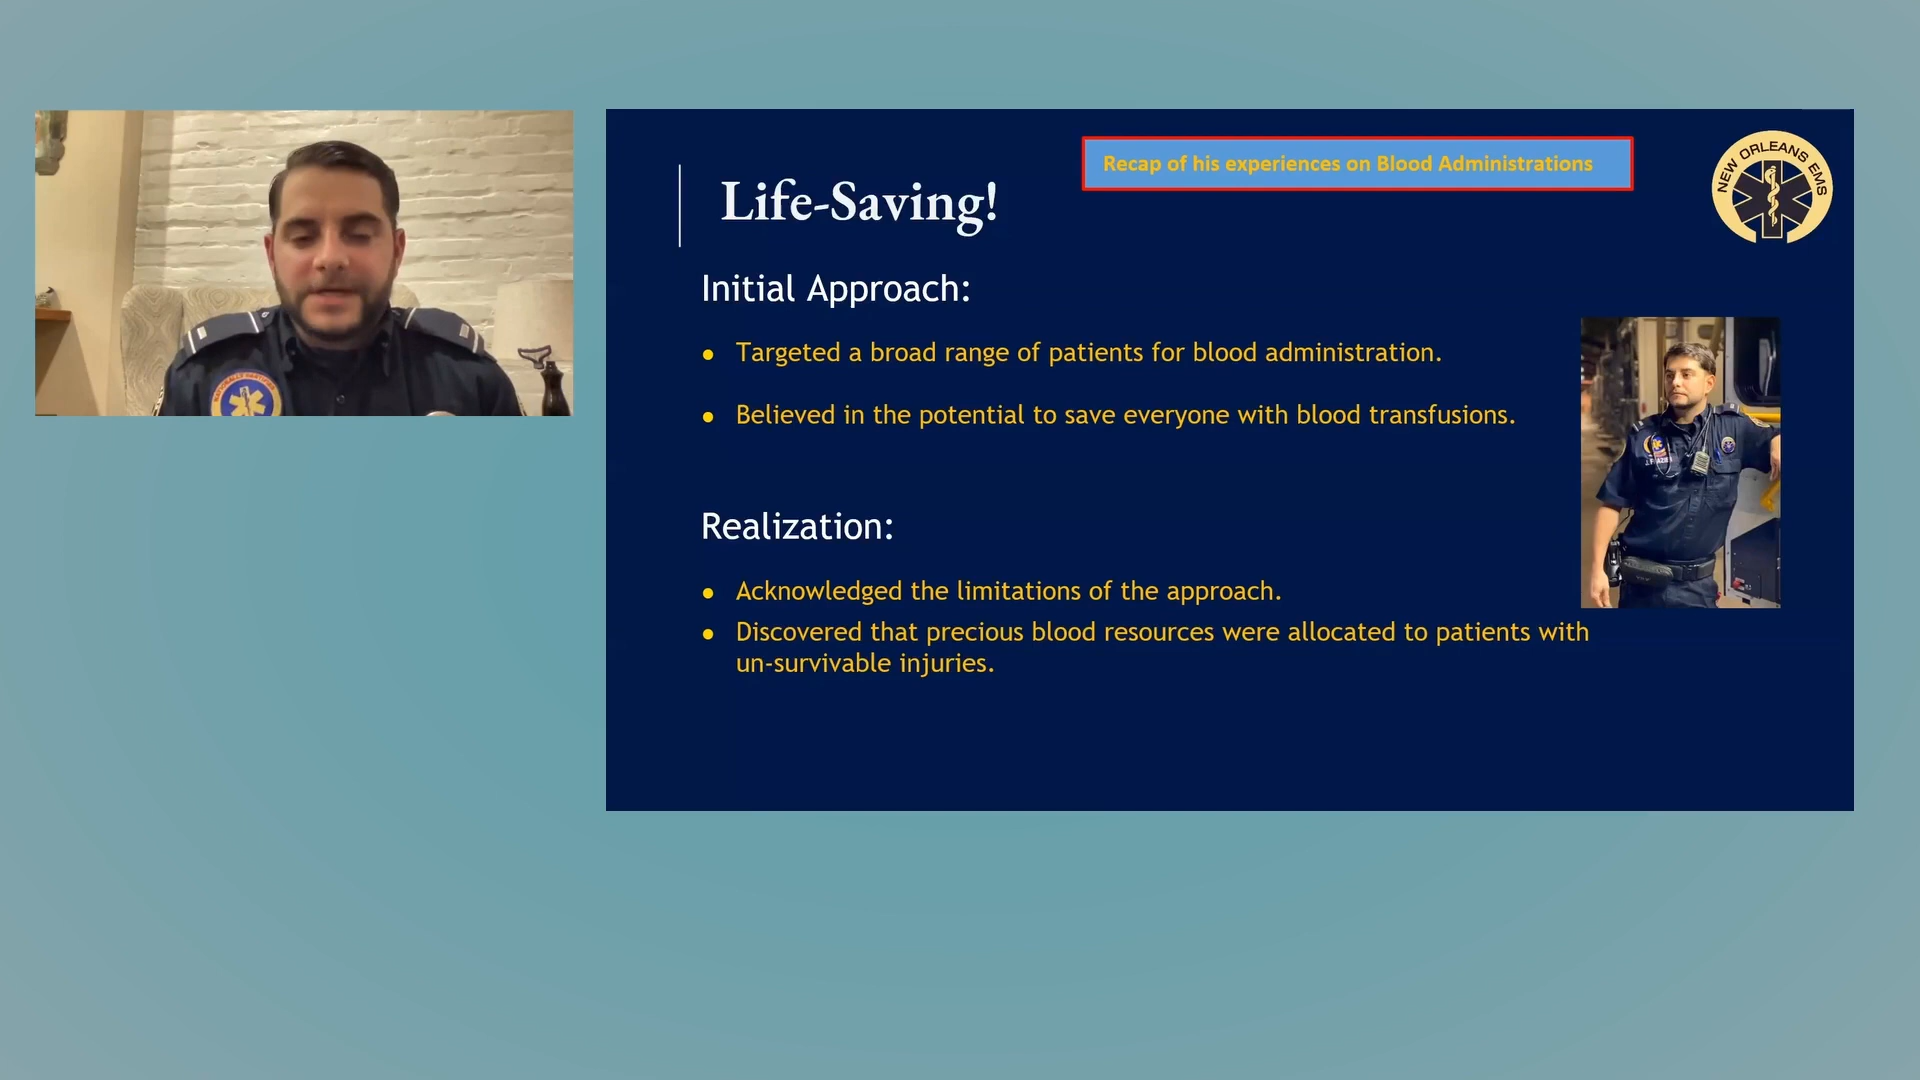 Recap of his experiences on Blood Administrations
NEW ORLEANS EMS
Life-Saving!
Initial Approach:
● Targeted a broad range of patients for blood administration.
● Believed in the potential to save everyone with blood transfusions.
Realization:
● Acknowledged the limitations of the approach.
● Discovered that precious blood resources were allocated to patients with
un-survivable injuries.